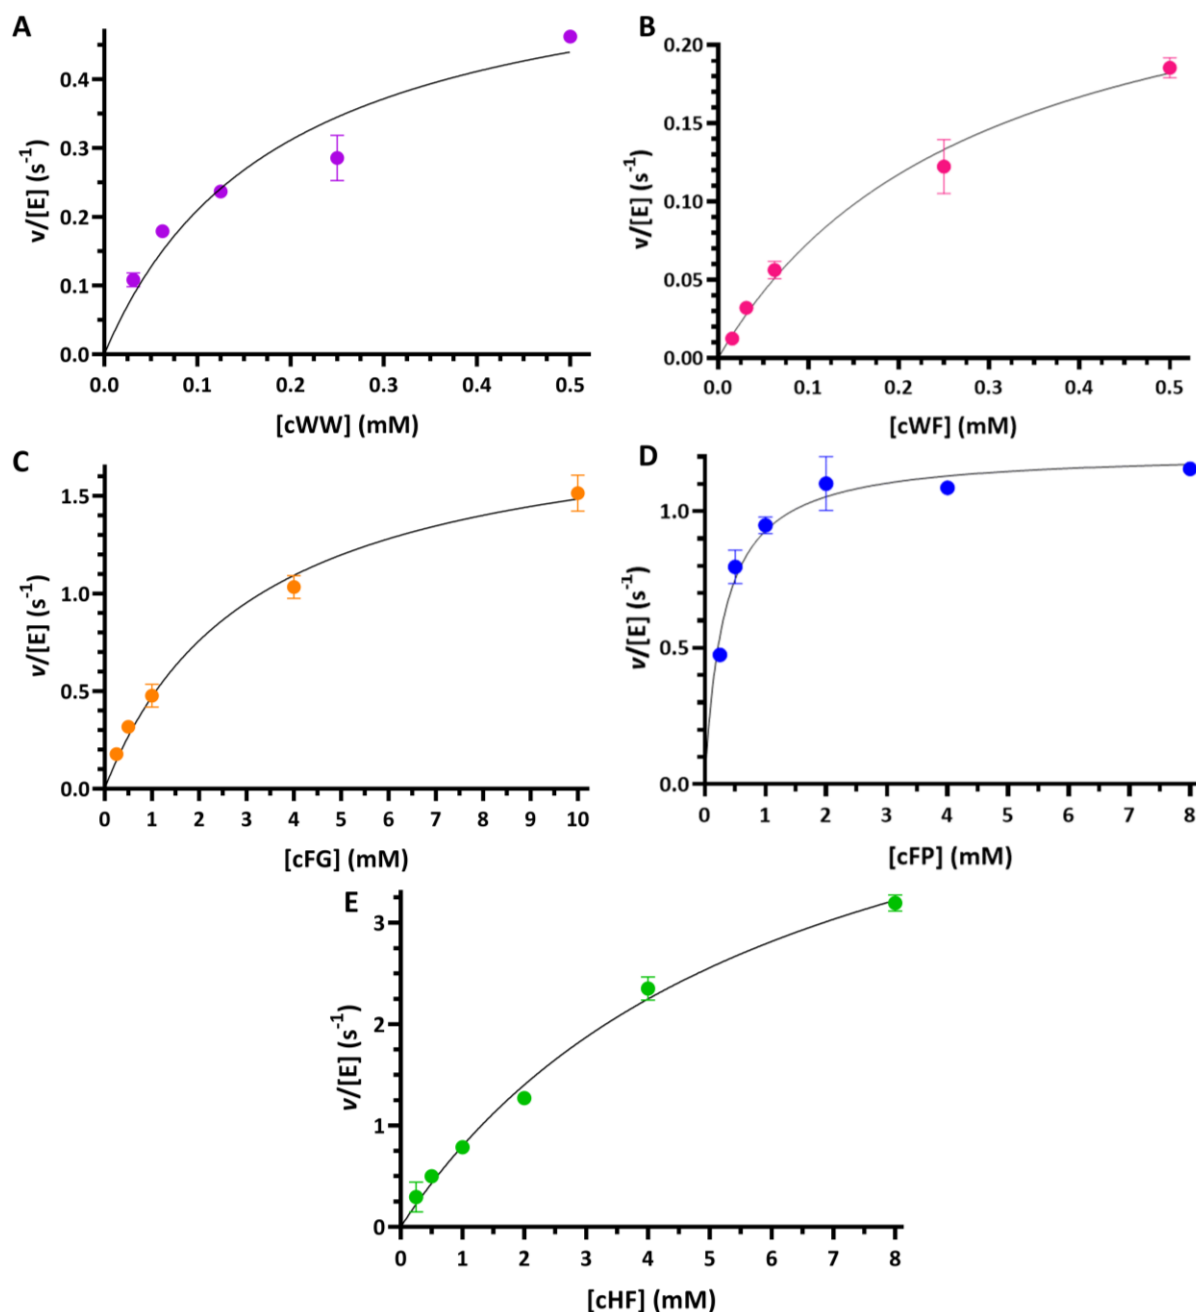 A
v/[E] (s⁻¹)
0.4
0.3
0.2
0.1
0.0
0.0 0.1 0.2 0.3 0.4 0.5
[cWW] (mM)
B
v/[E] (s⁻¹)
0.20
0.15
0.10
0.05
0.00
0.0 0.1 0.2 0.3 0.4 0.5
[cWF] (mM)
C
v/[E] (s⁻¹)
1.5
1.0
0.5
0.0
0 1 2 3 4 5 6 7 8 9 10
[cFG] (mM)
D
v/[E] (s⁻¹)
1.0
0.5
0.0
0 1 2 3 4 5 6 7 8
[cFP] (mM)
E
v/[E] (s⁻¹)
3
2
1
0
0 1 2 3 4 5 6 7 8
[cHF] (mM)